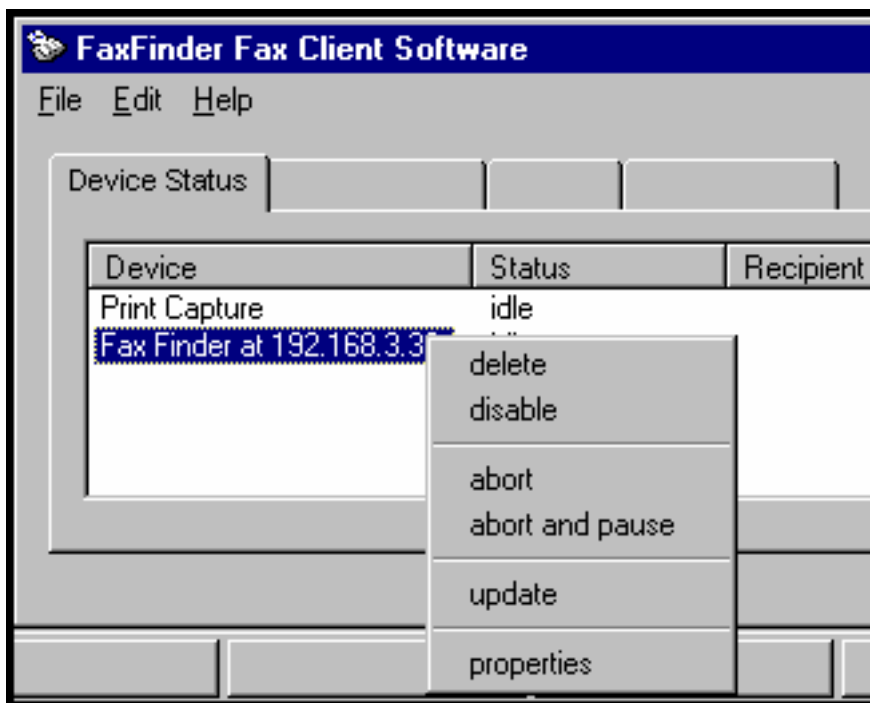 FaxFinder Fax Client Software
File Edit Help
Device Status
Device Status Recipient
Print Capture idle
Fax Finder at 192.168.3.3
delete
disable
abort
abort and pause
update
properties